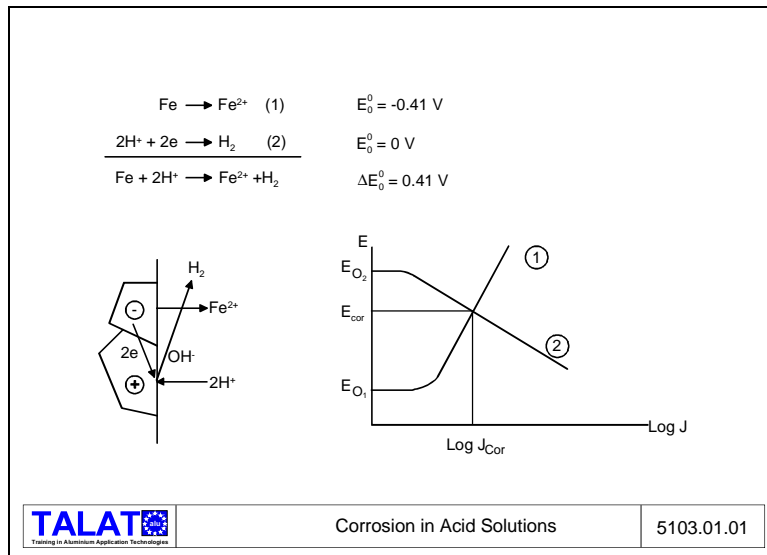 Fe → Fe²⁺ (1) E₀⁰ = -0.41 V
2H⁺ + 2e → H₂ (2) E₀⁰ = 0 V
Fe + 2H⁺ → Fe²⁺ +H₂ ΔE₀⁰ = 0.41 V
H₂
-
Fe²⁺
2e
OH⁻
+
2H⁺
E
E_O₂
E_cor
E_O₁
1
2
Log J
Log J_Cor
TALAT alu
Training in Aluminium Application Technologies
Corrosion in Acid Solutions
5103.01.01